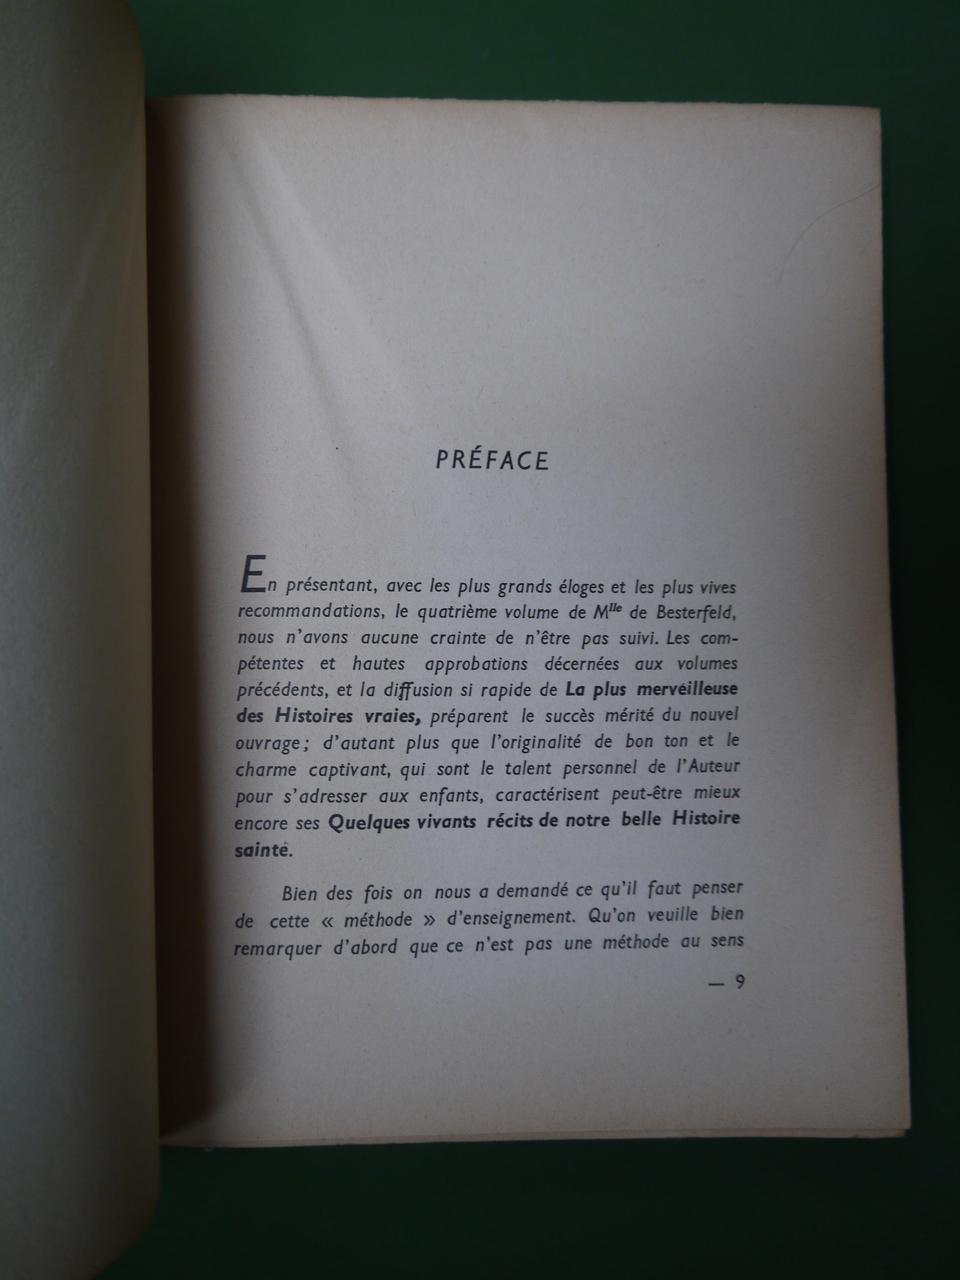 PRÉFACE
En présentant, avec les plus grands éloges et les plus vives
recommandations, le quatrième volume de Mlle de Besterfeld,
nous n'avons aucune crainte de n'être pas suivi. Les com-
pétentes et hautes approbations décernées aux volumes
précédents, et la diffusion si rapide de La plus merveilleuse
des Histoires vraies, préparent le succès mérité du nouvel
ouvrage ; d'autant plus que l'originalité de bon ton et le
charme captivant, qui sont le talent personnel de l'Auteur
pour s'adresser aux enfants, caractérisent peut-être mieux
encore ses Quelques vivants récits de notre belle Histoire
sainte.
Bien des fois on nous a demandé ce qu'il faut penser
de cette « méthode » d'enseignement. Qu'on veuille bien
remarquer d'abord que ce n'est pas une méthode au sens
— 9